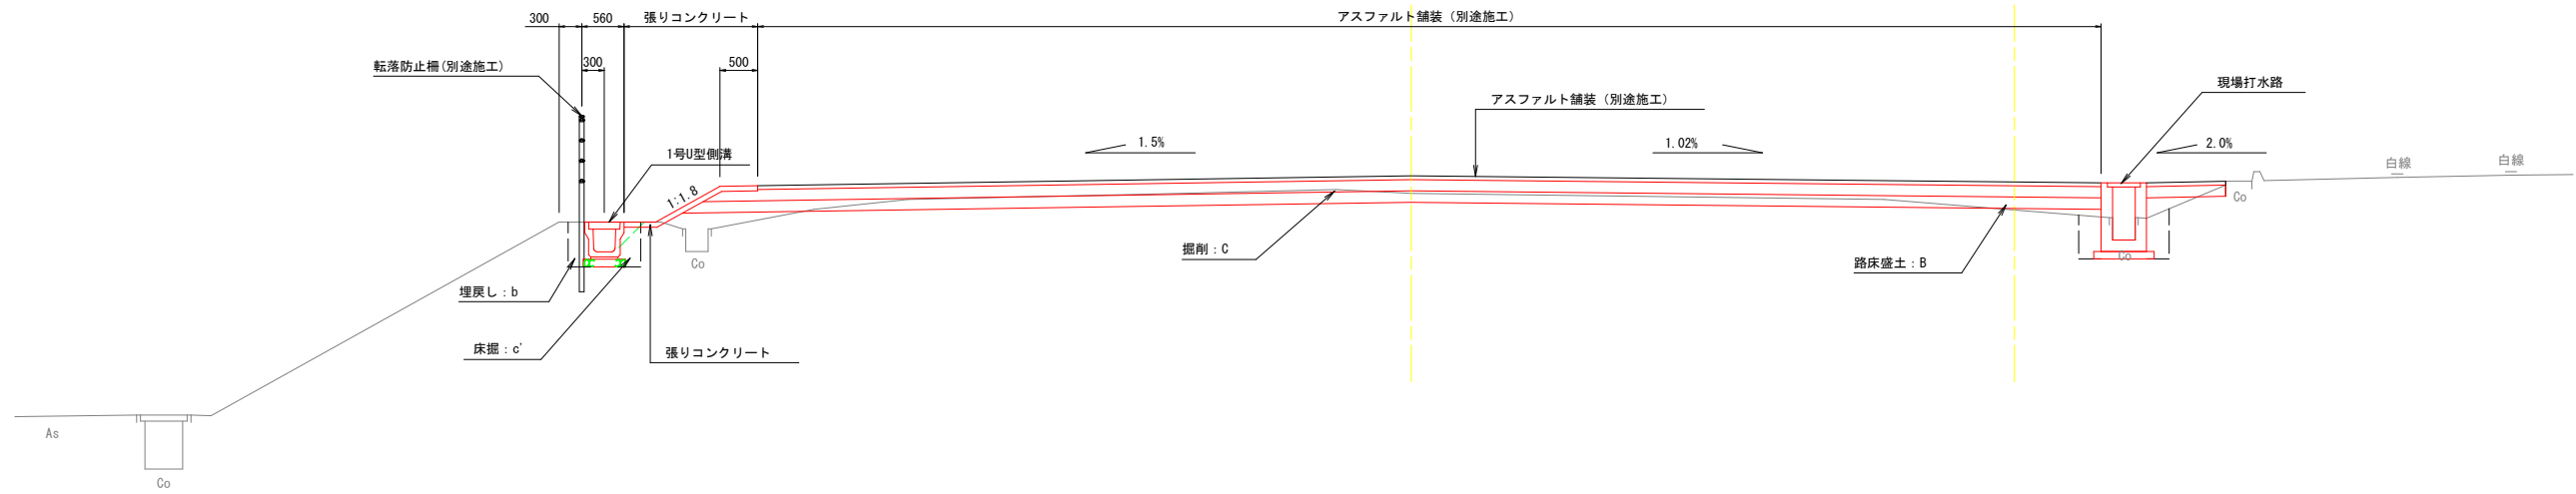 300
560
張りコンクリート
アスファルト舗装（別途施工）
転落防止柵(別途施工)
300
500
アスファルト舗装（別途施工）
現場打水路
1号U型側溝
1.5%
1.02%
2.0%
白線
白線
1:1.8
Co
Co
掘削：C
路床盛土：B
Co
埋戻し：b
床掘：c'
張りコンクリート
As
Co